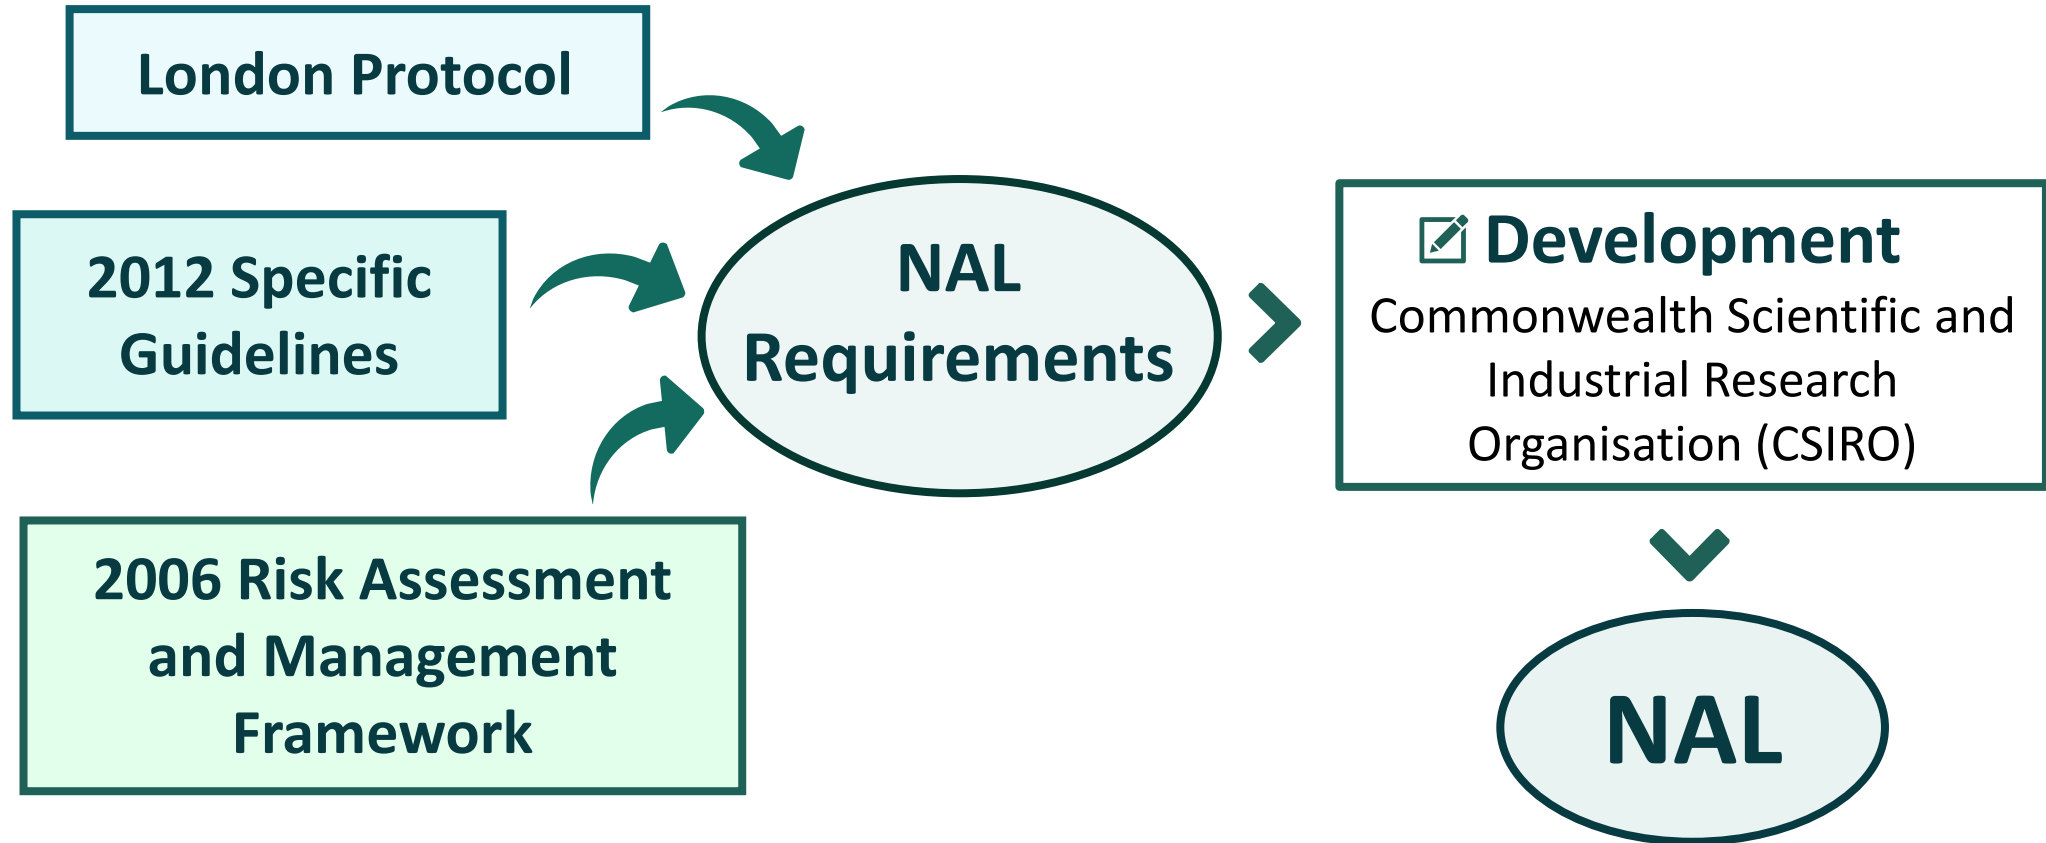 London Protocol
2012 Specific
Guidelines
2006 Risk Assessment
and Management
Framework
NAL
Requirements
Development
Commonwealth Scientific and
Industrial Research
Organisation (CSIRO)
NAL